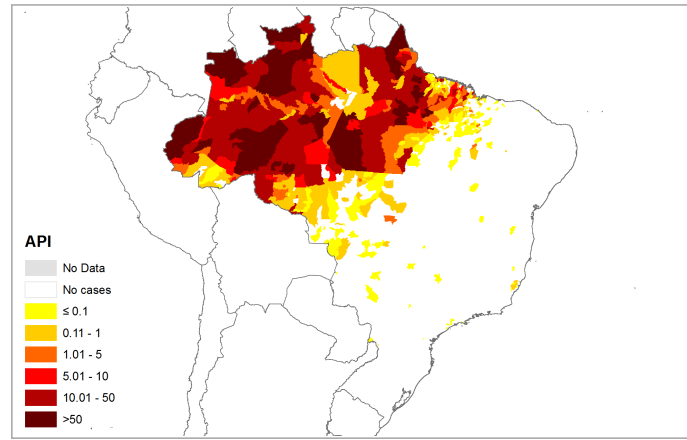 API
No Data
No cases
≤ 0.1
0.11 - 1
1.01 - 5
5.01 - 10
10.01 - 50
>50